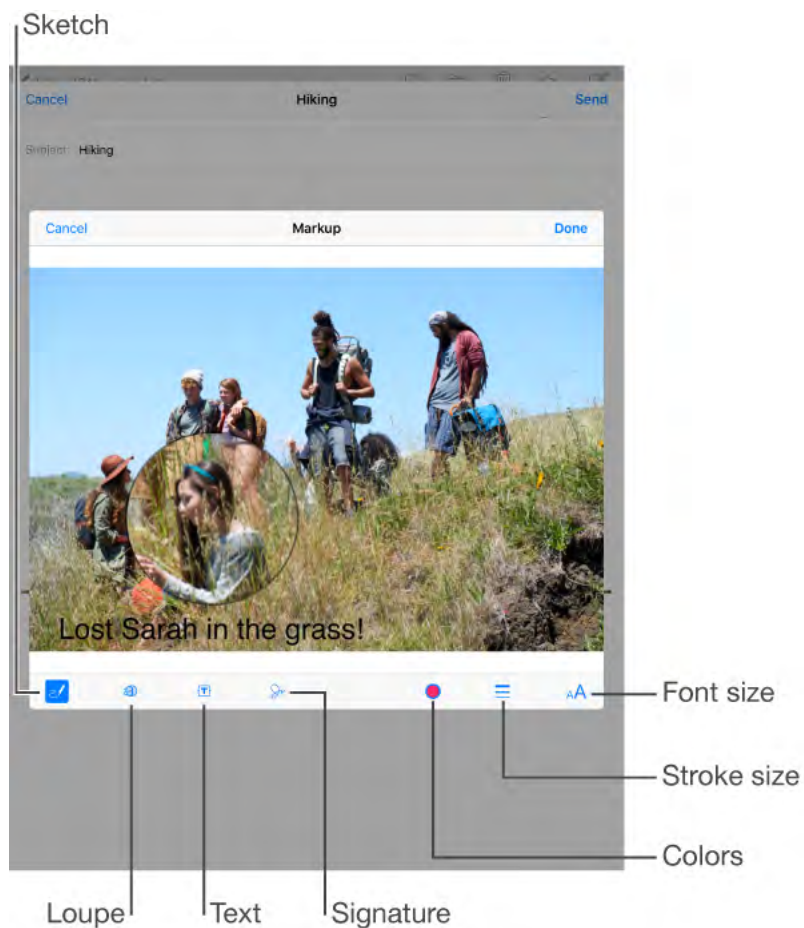 Sketch
Cancel Hiking Send
Subject: Hiking
Cancel Markup Done
Lost Sarah in the grass!
AA
Font size
Stroke size
Colors
Loupe Text Signature